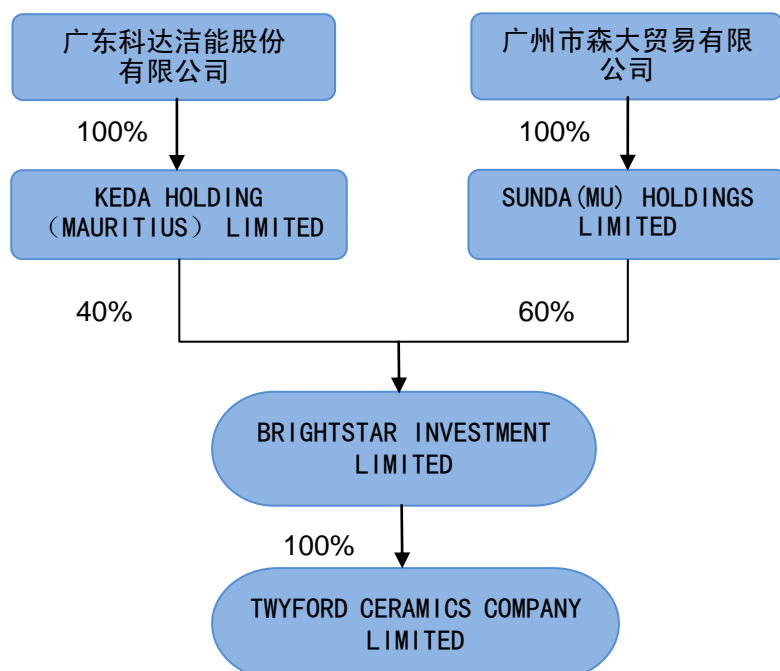 广东科达洁能股份
有限公司
广州市森大贸易有限
公司
100%
100%
KEDA HOLDING
（MAURITIUS） LIMITED
SUNDA(MU) HOLDINGS
LIMITED
40%
60%
BRIGHTSTAR INVESTMENT
LIMITED
100%
TWYFORD CERAMICS COMPANY
LIMITED